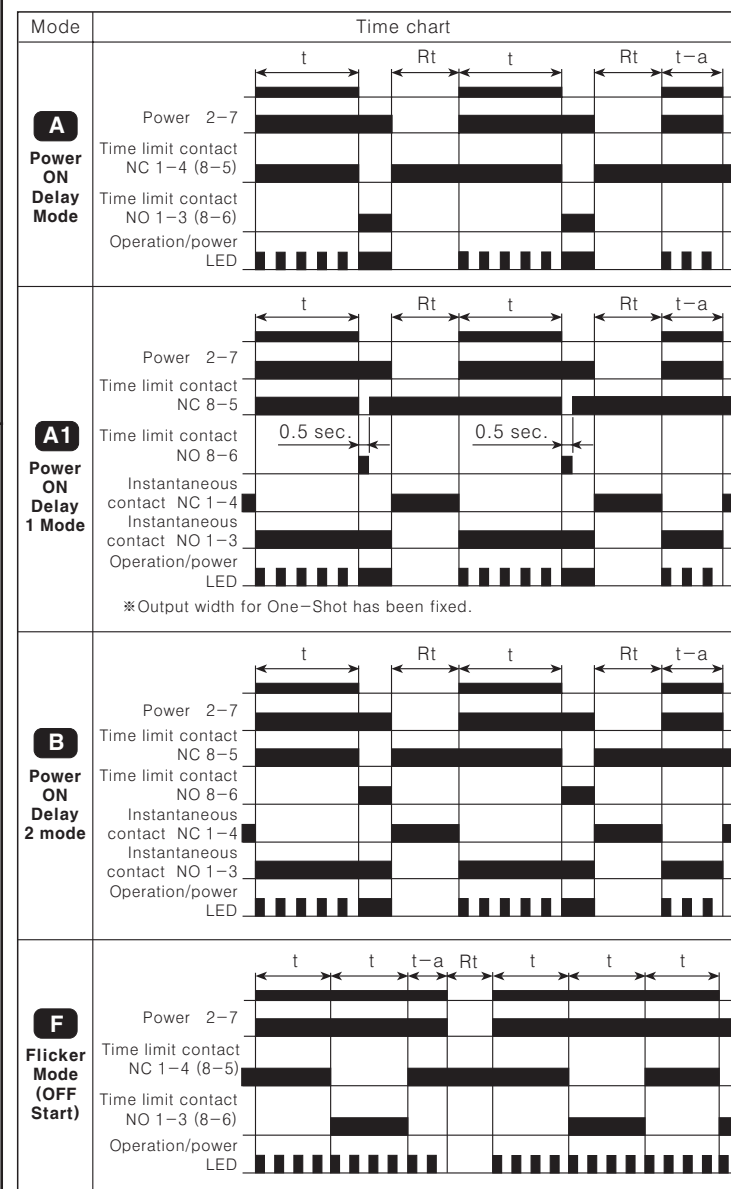 Mode Time chart
t Rt t Rt t-a
A
Power
ON
Delay
Mode
Power 2-7
Time limit contact
NC 1-4 (8-5)
Time limit contact
NO 1-3 (8-6)
Operation/power
LED
t Rt t Rt t-a
A1
Power
ON
Delay
1 Mode
Power 2-7
Time limit contact
NC 8-5
Time limit contact
NO 8-6
0.5 sec. 0.5 sec.
Instantaneous
contact NC 1-4
Instantaneous
contact NO 1-3
Operation/power
LED
※Output width for One-Shot has been fixed.
t Rt t Rt t-a
B
Power
ON
Delay
2 mode
Power 2-7
Time limit contact
NC 8-5
Time limit contact
NO 8-6
Instantaneous
contact NC 1-4
Instantaneous
contact NO 1-3
Operation/power
LED
t t t-a Rt t t t
F
Flicker
Mode
(OFF
Start)
Power 2-7
Time limit contact
NC 1-4 (8-5)
Time limit contact
NO 1-3 (8-6)
Operation/power
LED